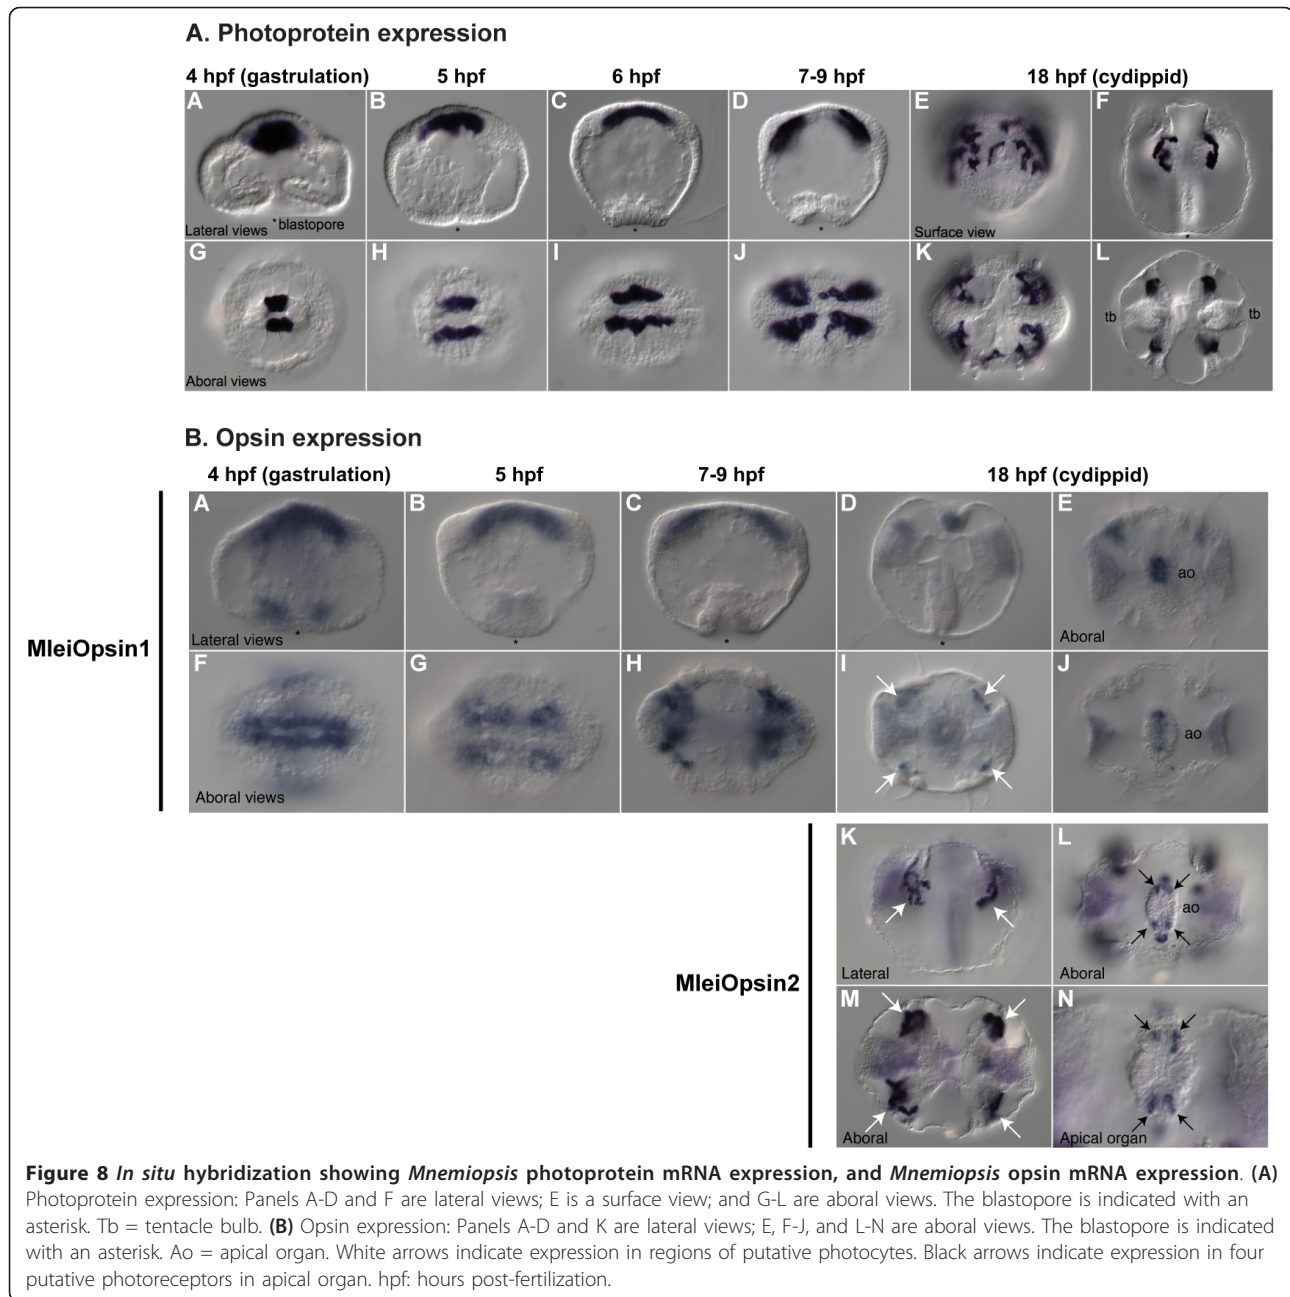 A. Photoprotein expression
4 hpf (gastrulation) 5 hpf 6 hpf 7-9 hpf 18 hpf (cydippid)
A B C D E F
Lateral views * blastopore * * * Surface view *
G H I J K L
tb tb
Aboral views
B. Opsin expression
4 hpf (gastrulation) 5 hpf 7-9 hpf 18 hpf (cydippid)
A B C D E
ao
Lateral views * * * * Aboral
MleiOpsin1
F G H I J
ao
Aboral views
K L
ao
Lateral Aboral
MleiOpsin2
M N
Aboral Apical organ
Figure 8 In situ hybridization showing Mnemiopsis photoprotein mRNA expression, and Mnemiopsis opsin mRNA expression. (A)
Photoprotein expression: Panels A-D and F are lateral views; E is a surface view; and G-L are aboral views. The blastopore is indicated with an
asterisk. Tb = tentacle bulb. (B) Opsin expression: Panels A-D and K are lateral views; E, F-J, and L-N are aboral views. The blastopore is indicated
with an asterisk. Ao = apical organ. White arrows indicate expression in regions of putative photocytes. Black arrows indicate expression in four
putative photoreceptors in apical organ. hpf: hours post-fertilization.